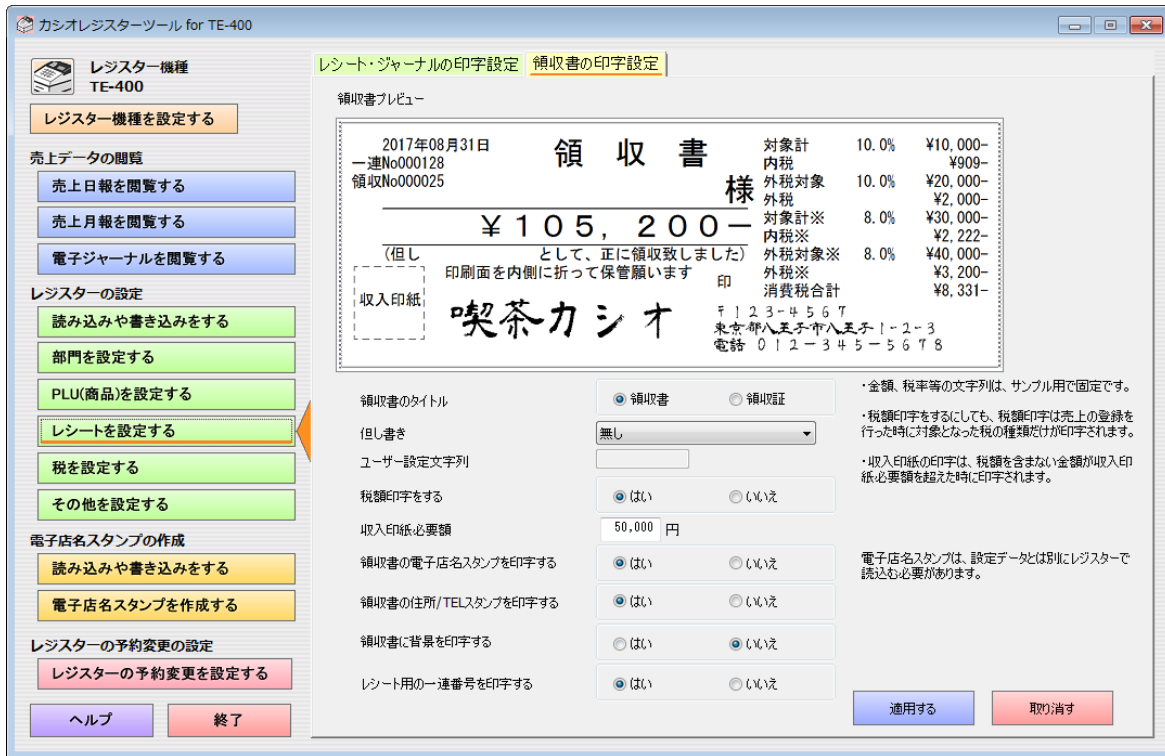 カシオレジスターツール for TE-400
レジスター機種
TE-400
レジスター機種を設定する
売上データの閲覧
売上日報を閲覧する
売上月報を閲覧する
電子ジャーナルを閲覧する
レジスターの設定
読み込みや書き込みをする
部門を設定する
PLU(商品)を設定する
レシートを設定する
税を設定する
その他を設定する
電子店名スタンプの作成
読み込みや書き込みをする
電子店名スタンプを作成する
レジスターの予約変更の設定
レジスターの予約変更を設定する
ヘルプ 終了
レシート・ジャーナルの印字設定 領収書の印字設定
領収書プレビュー
2017年08月31日
一連No000128
領収No000025
領 収 書
様
¥105,200-
(但し として、正に領収致しました)
印刷面を内側に折って保管願います
印
収入印紙
喫茶カシオ
〒123-4567
東京都八王子市八王子1-2-3
電話 012-345-5678
対象計 10.0% ¥10,000-
内税 ¥909-
外税対象 10.0% ¥20,000-
外税 ¥2,000-
対象計※ 8.0% ¥30,000-
内税※ ¥2,222-
外税対象※ 8.0% ¥40,000-
外税※ ¥3,200-
消費税合計 ¥8,331-
領収書のタイトル 領収書 領収証
但し書き 無し
ユーザー設定文字列
税額印字をする はい いいえ
収入印紙必要額 50,000 円
領収書の電子店名スタンプを印字する はい いいえ
領収書の住所/TELスタンプを印字する はい いいえ
領収書に背景を印字する はい いいえ
レシート用の一連番号を印字する はい いいえ
・金額、税率等の文字列は、サンプル用で固定です。
・税額印字をするにしても、税額印字は売上の登録を
行った時に対象となった税の種類だけが印字されます。
・収入印紙の印字は、税額を含まない金額が収入印
紙必要額を超えた時に印字されます。
電子店名スタンプは、設定データとは別にレジスターで
読込む必要があります。
適用する 取り消す